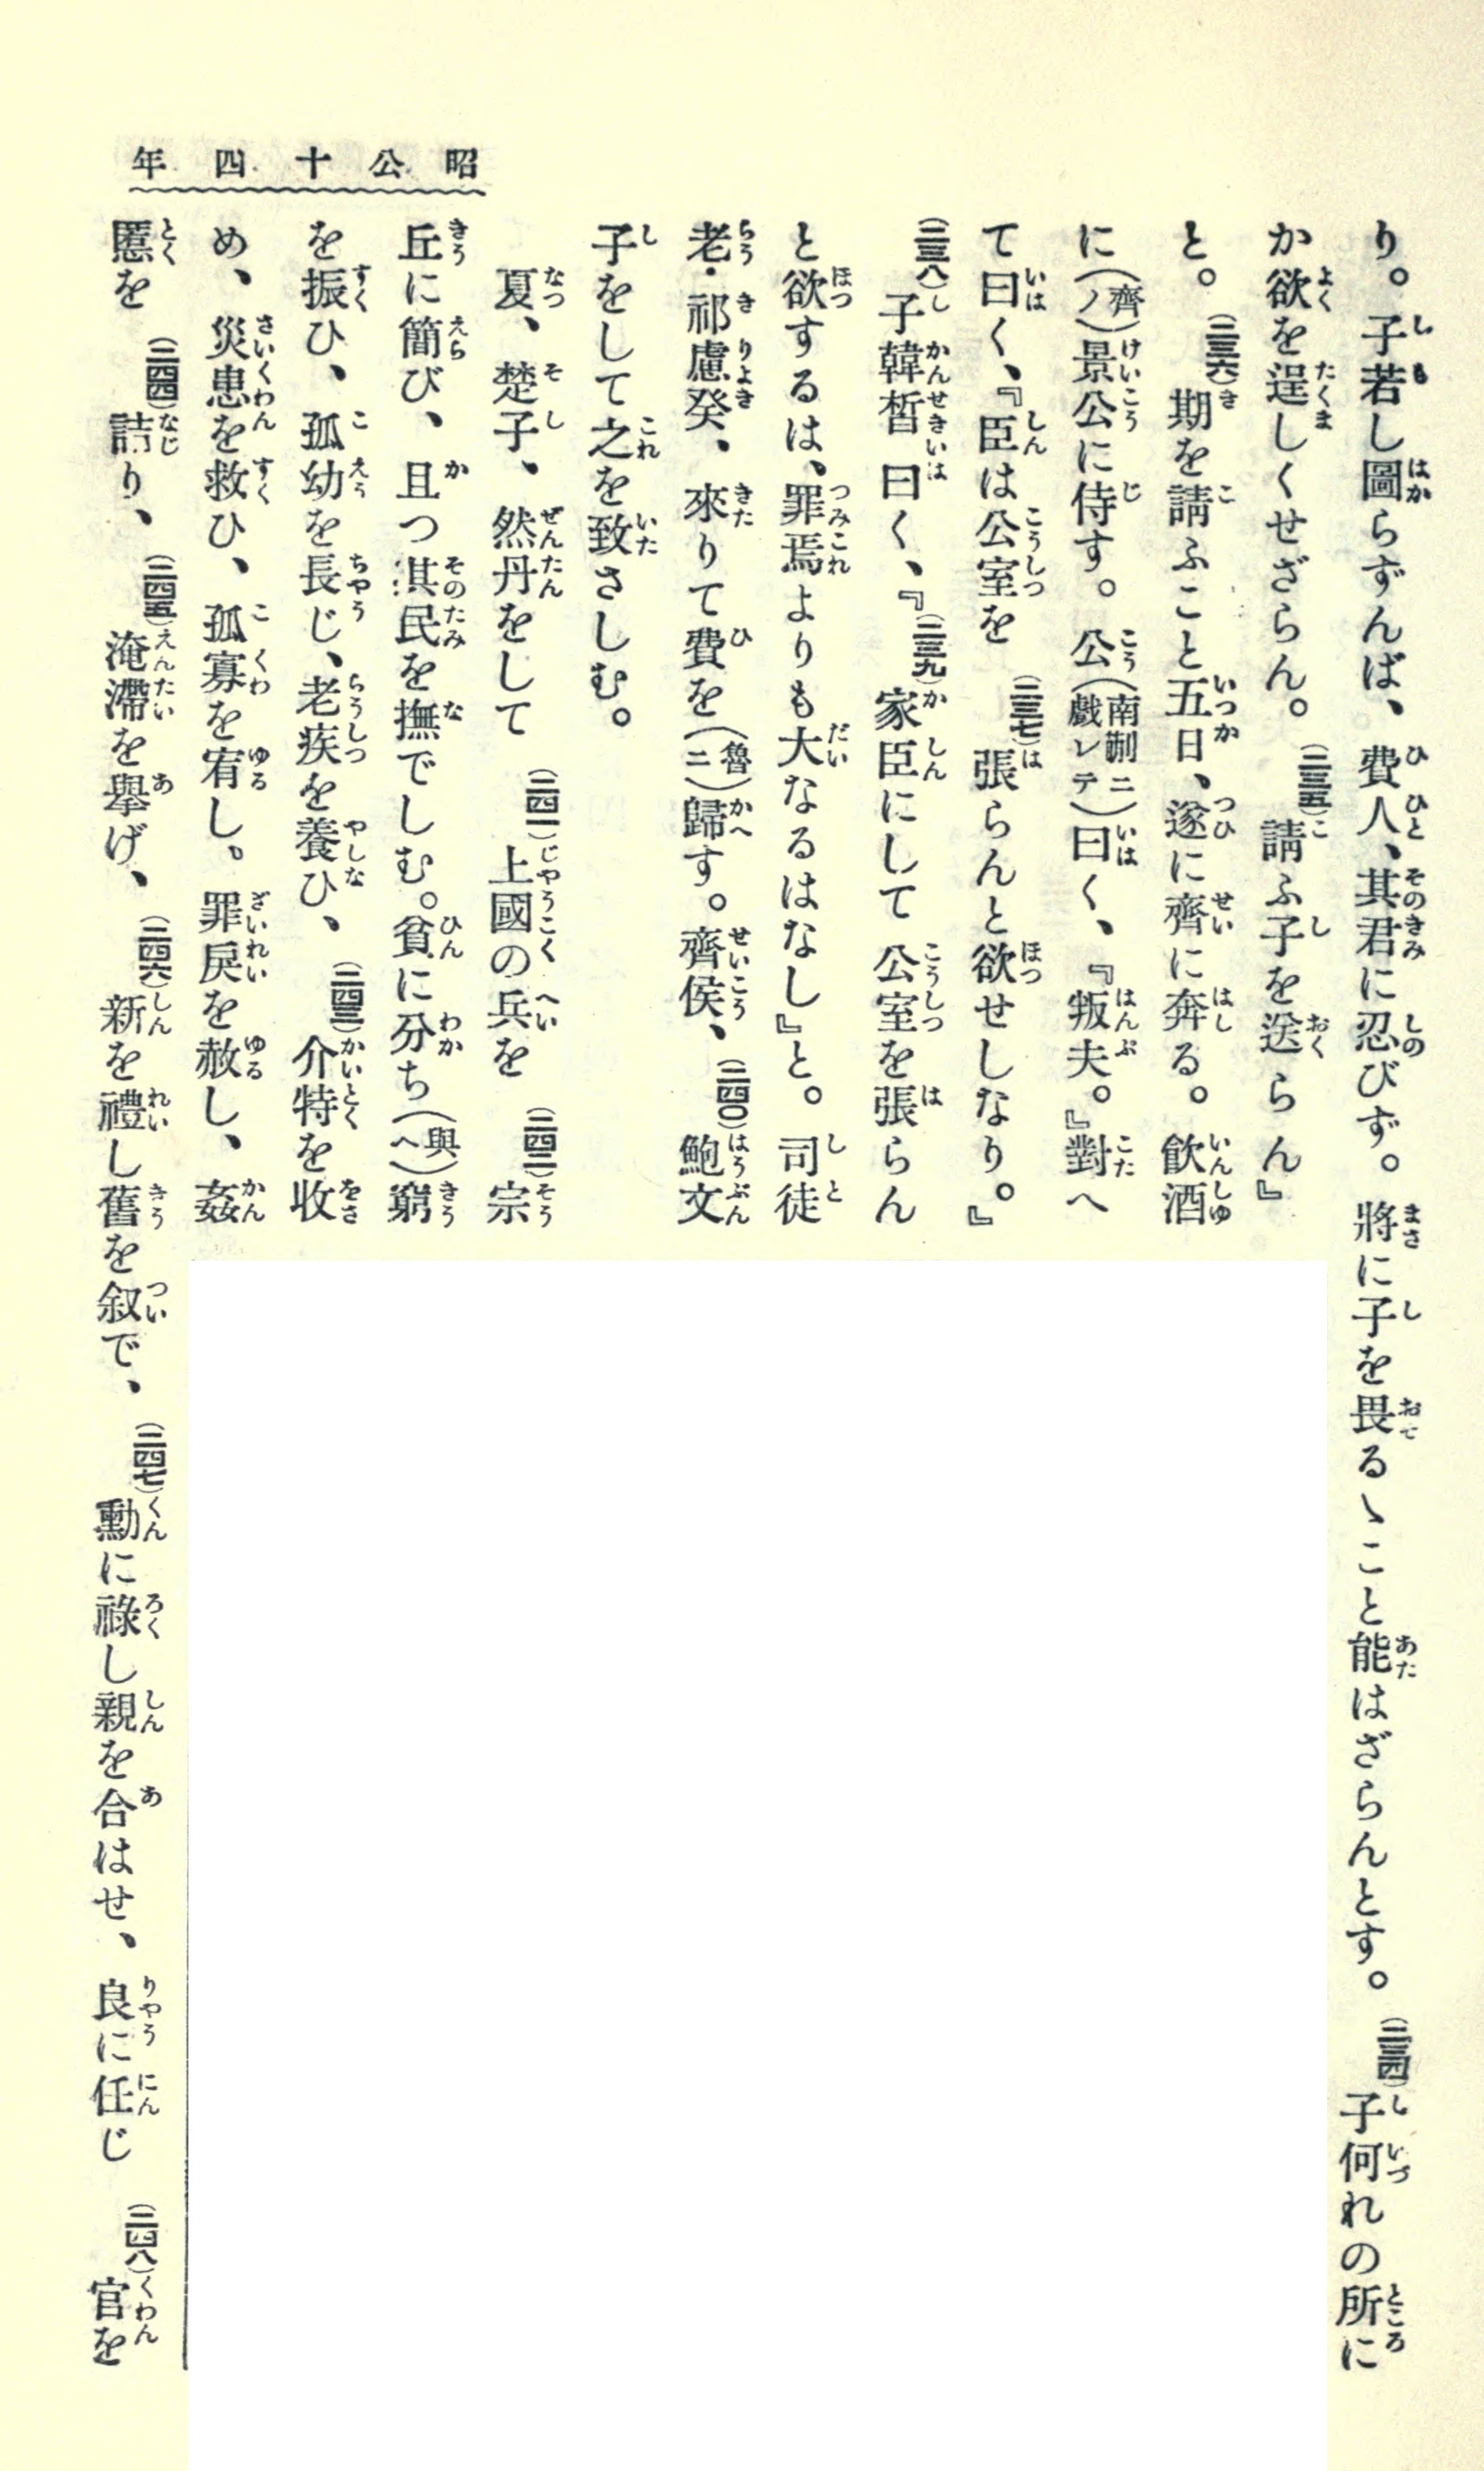 昭公十四年
り。子若し圖らずんば、費人、其君に忍びず。將に子を畏るゝこと能はざらんとす。(二三四)子何れの所に
か欲を逞しくせざらん。(二三五)請ふ子を送らん』
と。(二三六)期を請ふこと五日、遂に齊に奔る。飮酒
に(齊ノ)景公に侍す。公(南蒯ニ戲レテ)曰く、『叛夫。』對へ
て曰く、『臣は公室を(二三七)張らんと欲せしなり。』
(二三八)子韓晳曰く、『(二三九)家臣にして公室を張らん
と欲するは、罪焉よりも大なるはなし』と。司徒
老・祁慮癸、來りて費を(魯ニ)歸す。齊侯、(二四〇)鮑文
子をして之を致さしむ。
夏、楚子、然丹をして(二四一)上國の兵を(二四二)宗
丘に簡び、且つ其民を撫でしむ。貧に分ち(與ヘ)窮
を振ひ、孤幼を長じ、老疾を養ひ、(二四三)介特を收
め、災患を救ひ、孤寡を宥し。罪戾を赦し、姦
慝を(二四四)詰り、(二四五)淹滯を擧げ、(二四六)新を禮し舊を叙で、(二四七)勳に祿し親を合はせ、良に任じ(二四八)官を